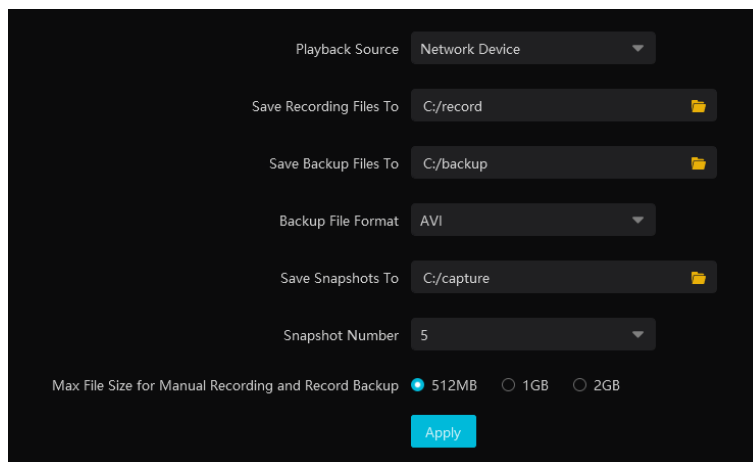 Playback Source Network Device
Save Recording Files To C:/record
Save Backup Files To C:/backup
Backup File Format AVI
Save Snapshots To C:/capture
Snapshot Number 5
Max File Size for Manual Recording and Record Backup 512MB 1GB 2GB
Apply